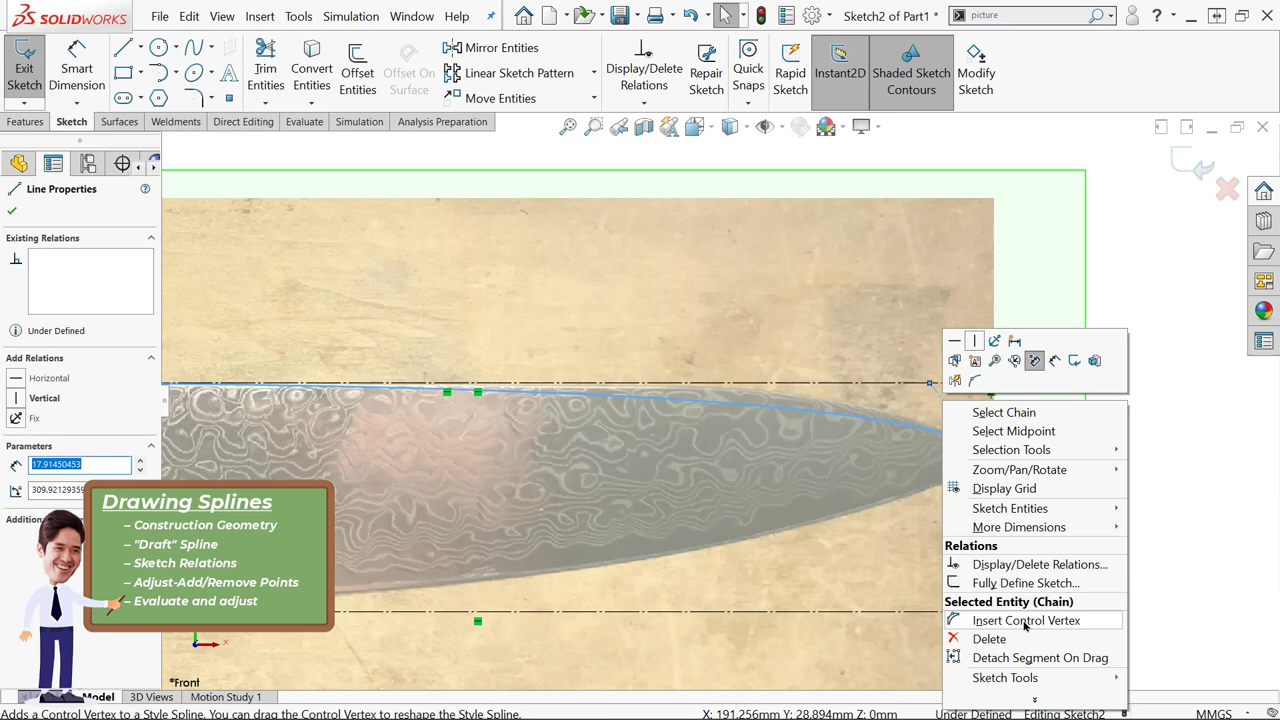 SOLIDWORKS File Edit View Insert Tools Simulation Window Help Sketch2 of Part1 * picture
Exit Sketch Smart Dimension Trim Entities Convert Entities Offset Entities Offset On Surface Mirror Entities Linear Sketch Pattern Move Entities Display/Delete Relations Repair Sketch Quick Snaps Rapid Sketch Instant2D Shaded Sketch Contours Modify Sketch
Features Sketch Surfaces Weldments Direct Editing Evaluate Simulation Analysis Preparation
Line Properties
Existing Relations
Under Defined
Add Relations
Horizontal
Vertical
Fix
Parameters
17.91450453
309.92129359
Drawing Splines
– Construction Geometry
– "Draft" Spline
– Sketch Relations
– Adjust-Add/Remove Points
– Evaluate and adjust
Select Chain
Select Midpoint
Selection Tools
Zoom/Pan/Rotate
Display Grid
Sketch Entities
More Dimensions
Relations
Display/Delete Relations...
Fully Define Sketch...
Selected Entity (Chain)
Insert Control Vertex
Delete
Detach Segment On Drag
Sketch Tools
*Front
Model 3D Views Motion Study 1
Adds a Control Vertex to a Style Spline. You can drag the Control Vertex to reshape the Style Spline. X: 191.256mm Y: 28.894mm Z: 0mm Under Defined Editing Sketch2 MMGS